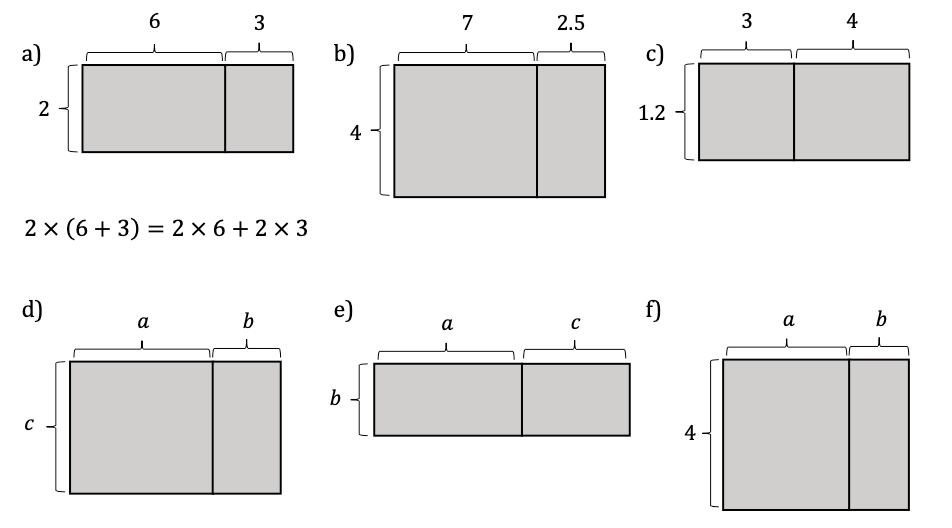 6 3 7 2.5 3 4
a) b) c)
2 4 1.2
2 × (6 + 3) = 2 × 6 + 2 × 3
d) e) f)
a b a c a b
c b 4